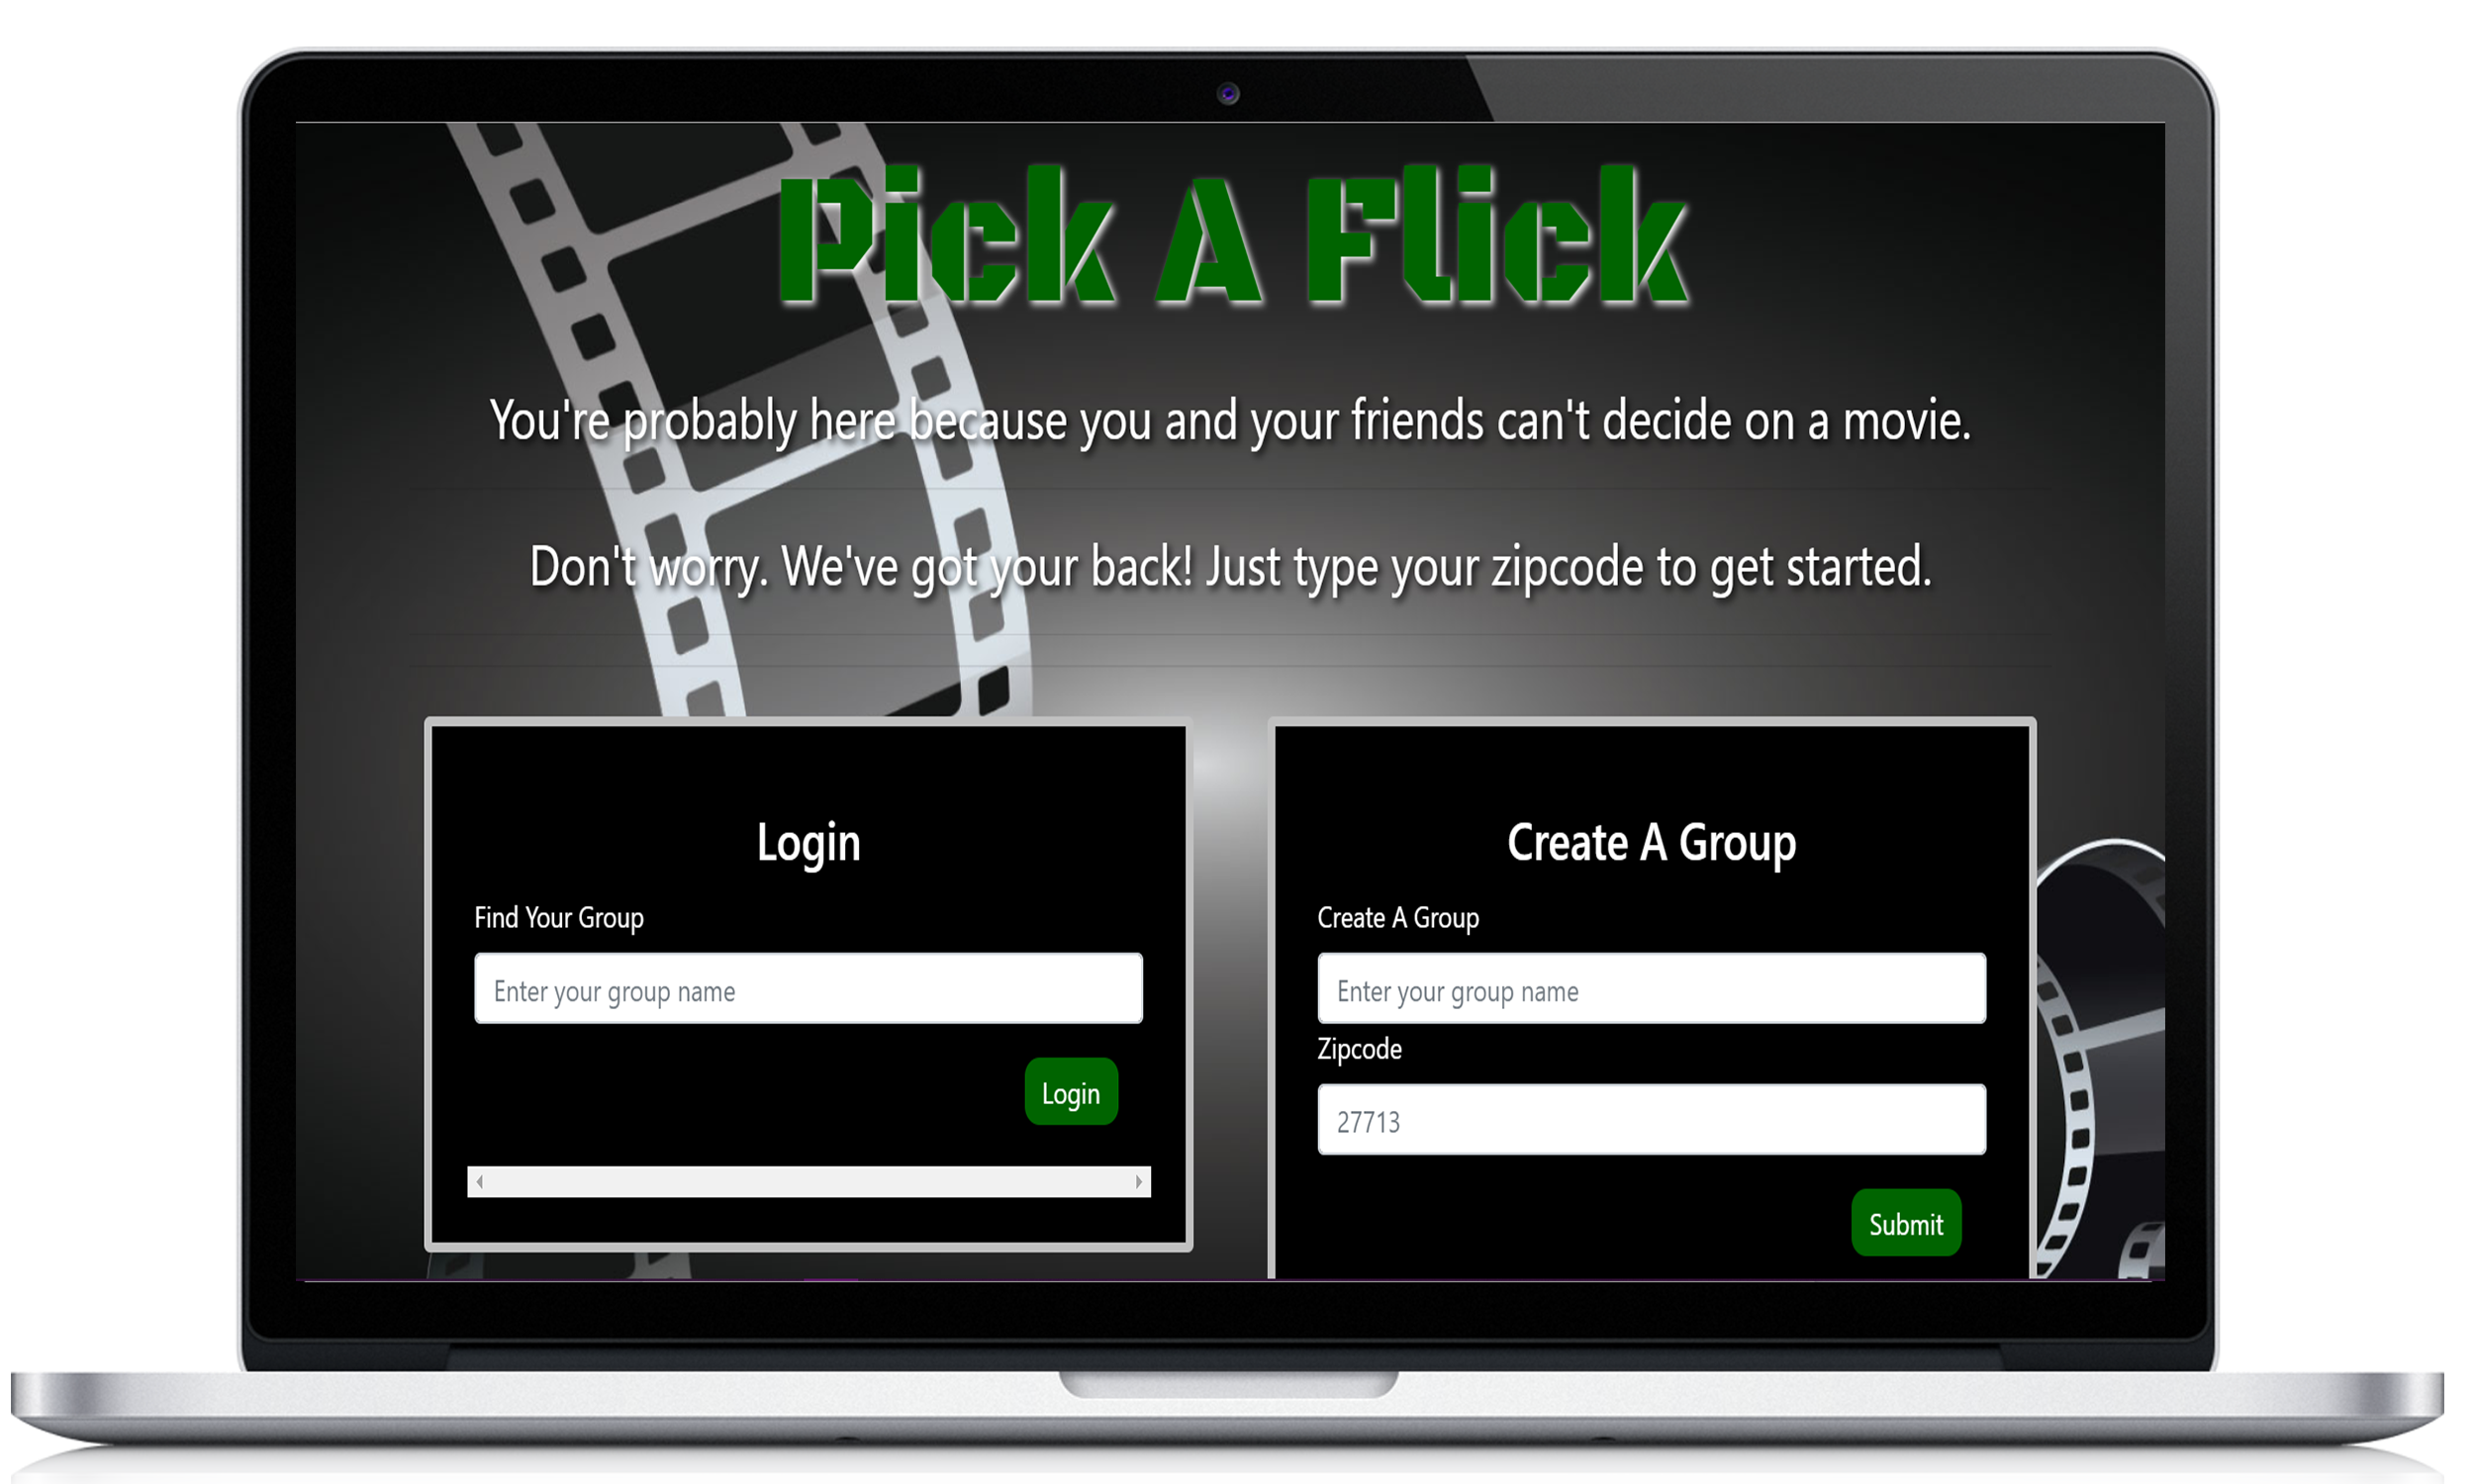 Pick A Flick
You're probably here because you and your friends can't decide on a movie.
Don't worry. We've got your back! Just type your zipcode to get started.
Login
Find Your Group
Enter your group name
Login
Create A Group
Create A Group
Enter your group name
Zipcode
27713
Submit